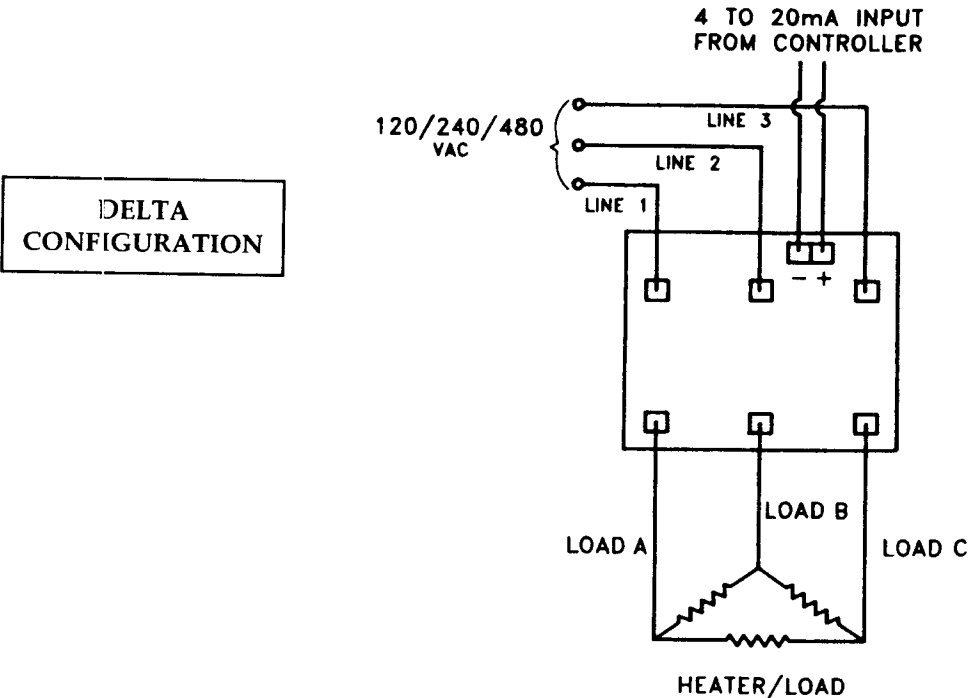 4 TO 20mA INPUT
FROM CONTROLLER
120/240/480
VAC
LINE 3
LINE 2
LINE 1
DELTA
CONFIGURATION
- +
LOAD A
LOAD B
LOAD C
HEATER/LOAD